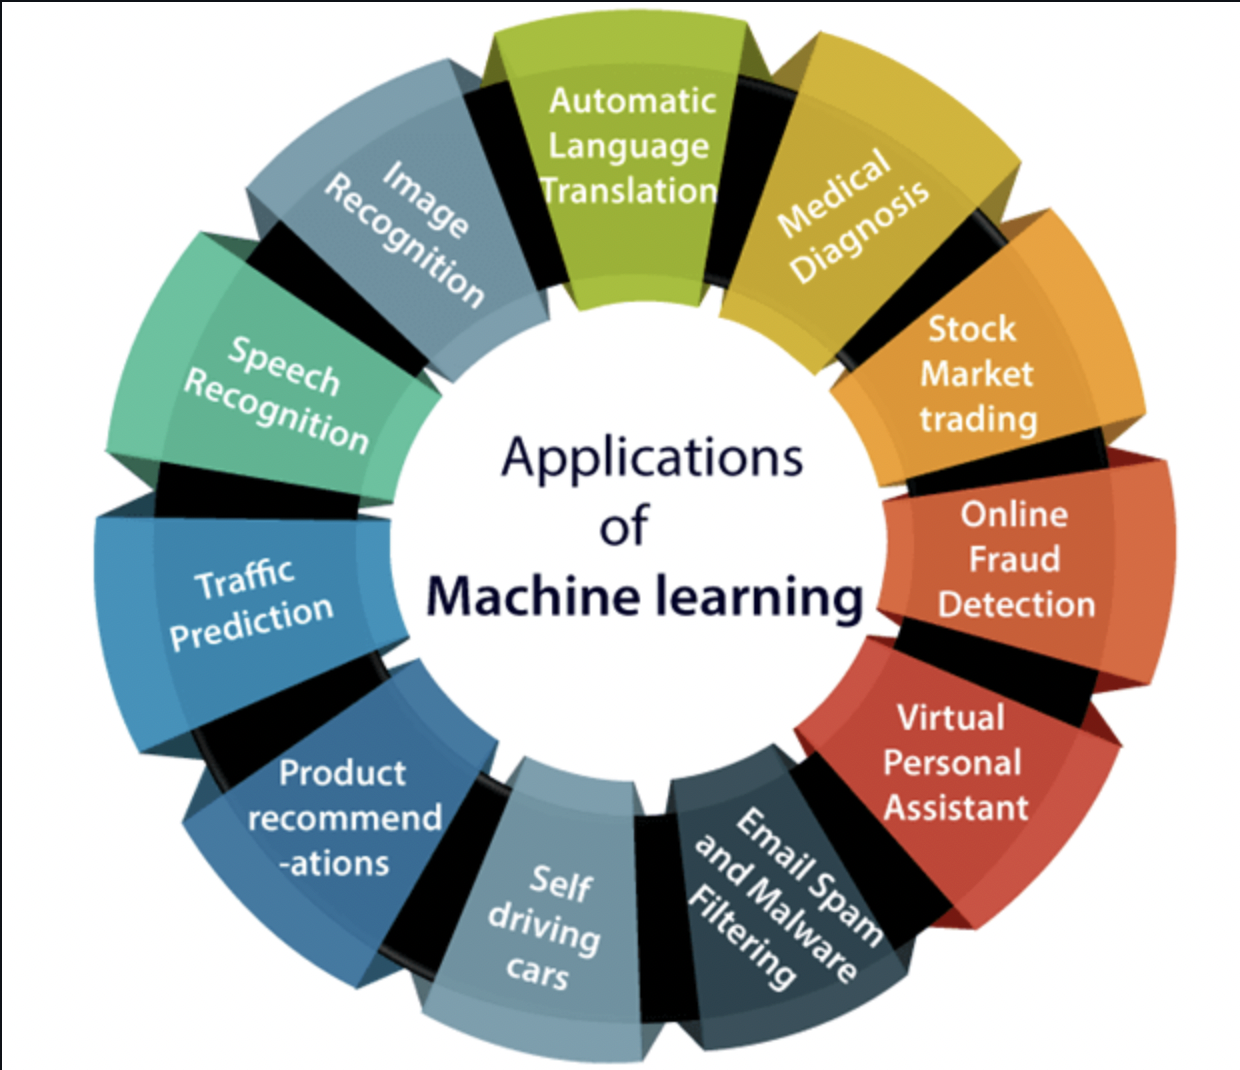 Applications
of
Machine learning
Automatic
Language
Translation
Medical
Diagnosis
Stock
Market
trading
Online
Fraud
Detection
Virtual
Personal
Assistant
Email Spam
and Malware
Filtering
Self
driving
cars
Product
recommend
-ations
Traffic
Prediction
Speech
Recognition
Image
Recognition